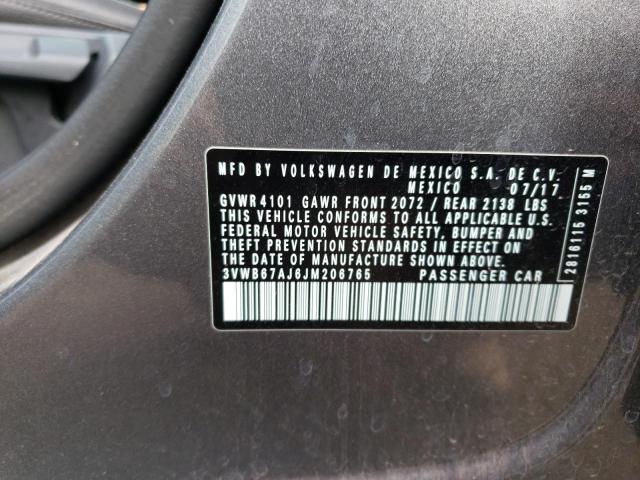 MFD BY VOLKSWAGEN DE MEXICO S.A. DE C.V.
MEXICO 07/17
GVWR 4101 GAWR FRONT 2072 / REAR 2138 LBS
THIS VEHICLE CONFORMS TO ALL APPLICABLE U.S.
FEDERAL MOTOR VEHICLE SAFETY, BUMPER AND
THEFT PREVENTION STANDARDS IN EFFECT ON
THE DATE OF MANUFACTURE SHOWN ABOVE.
3VWB67AJ6JM206765 PASSENGER CAR
2816115 3155 M